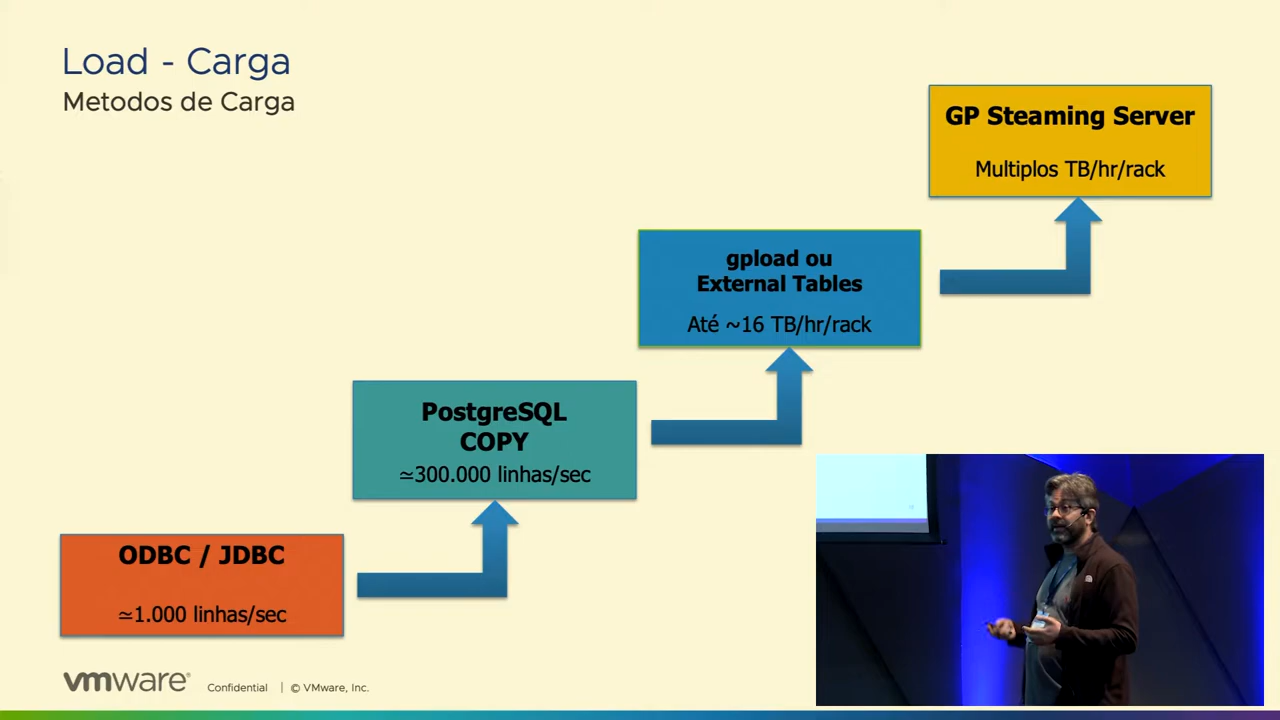 Load - Carga
Metodos de Carga
GP Steaming Server
Multiplos TB/hr/rack
gpload ou
External Tables
Até ~16 TB/hr/rack
PostgreSQL
COPY
≃300.000 linhas/sec
ODBC / JDBC
≃1.000 linhas/sec
vmware®
Confidential | © VMware, Inc.